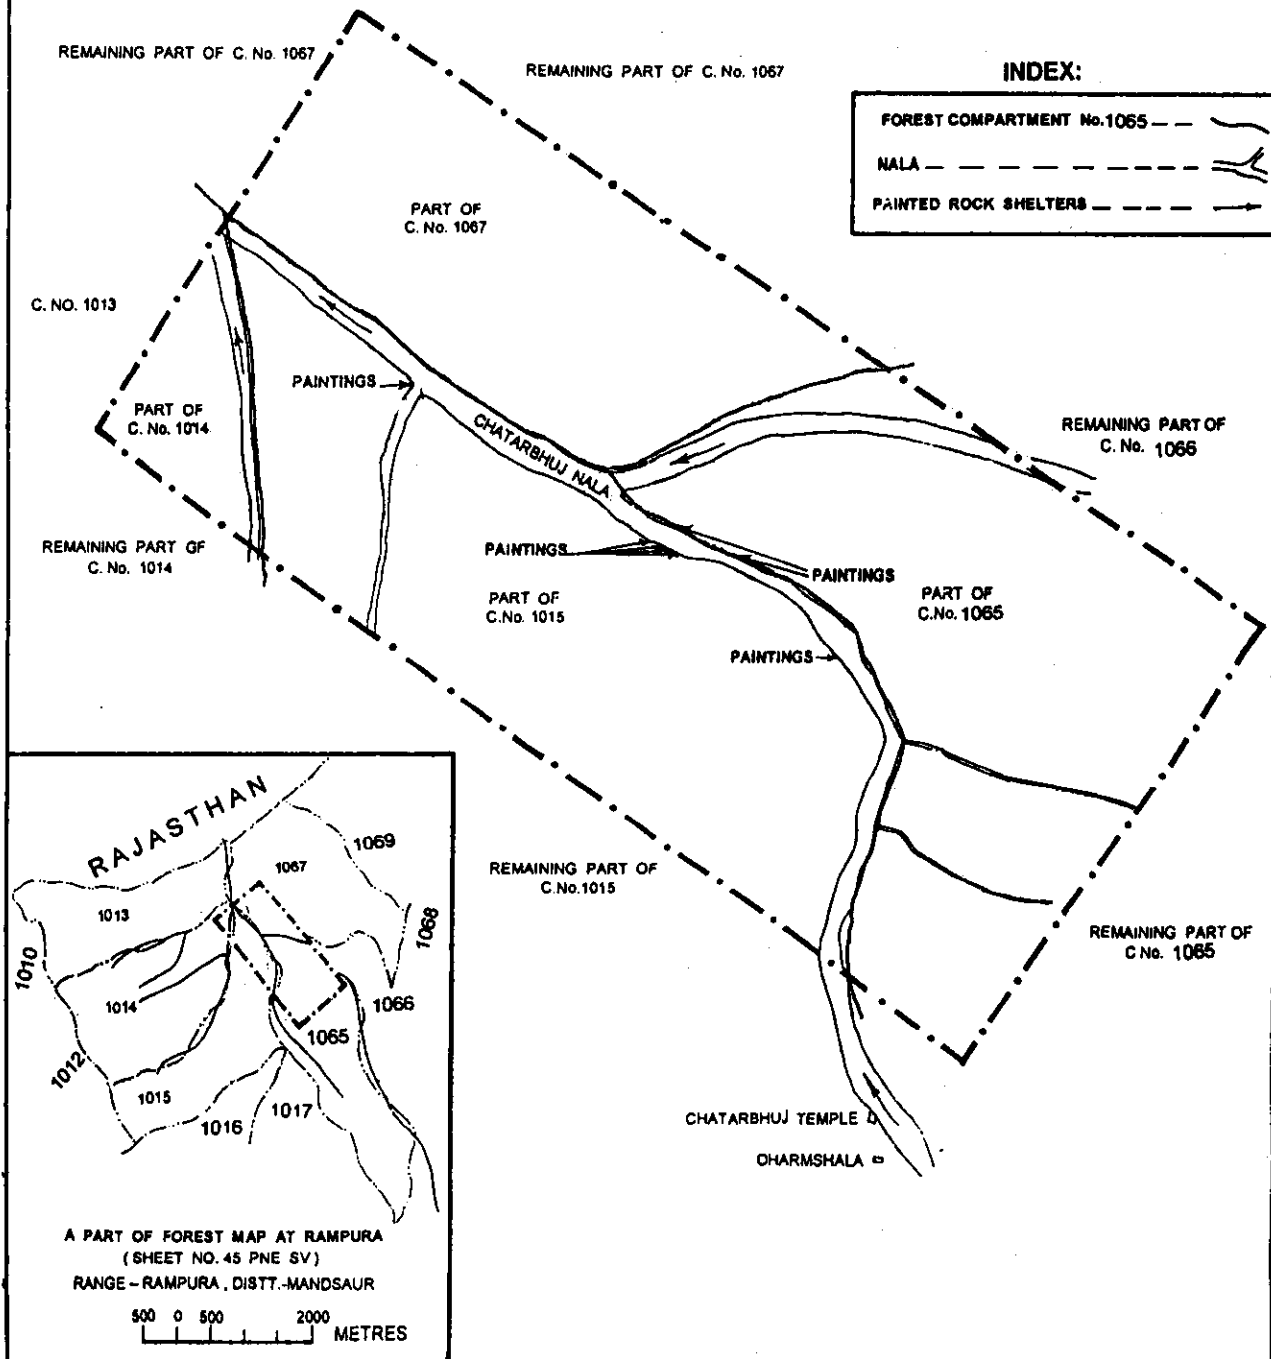 REMAINING PART OF C. No. 1067
REMAINING PART OF C. No. 1067
INDEX:
FOREST COMPARTMENT No. 1065
NALA
PAINTED ROCK SHELTERS
PART OF
C. No. 1067
C. NO. 1013
PAINTINGS
PART OF
C. No. 1014
CHATARBHUJ NALA
REMAINING PART OF
C. No. 1066
REMAINING PART GF
C. No. 1014
PAINTINGS
PAINTINGS
PART OF
C.No. 1015
PART OF
C.No. 1065
PAINTINGS
REMAINING PART OF
C.No.1015
REMAINING PART OF
C No. 1065
CHATARBHUJ TEMPLE
DHARMSHALA
RAJASTHAN
1069
1067
1013
1068
1010
1014
1066
1065
1012
1015
1016
1017
A PART OF FOREST MAP AT RAMPURA
(SHEET NO. 45 PNE SV)
RANGE-RAMPURA, DISTT.-MANDSAUR
500 0 500 2000
METRES